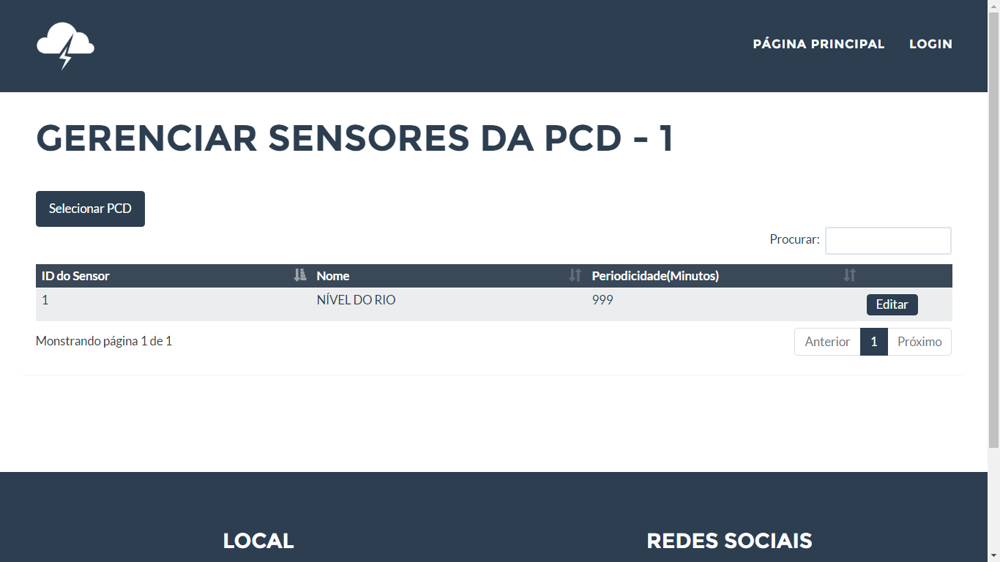 PÁGINA PRINCIPAL LOGIN
GERENCIAR SENSORES DA PCD - 1
Selecionar PCD
Procurar:
ID do Sensor Nome Periodicidade(Minutos)
1 NÍVEL DO RIO 999 Editar
Monstrando página 1 de 1 Anterior 1 Próximo
LOCAL REDES SOCIAIS